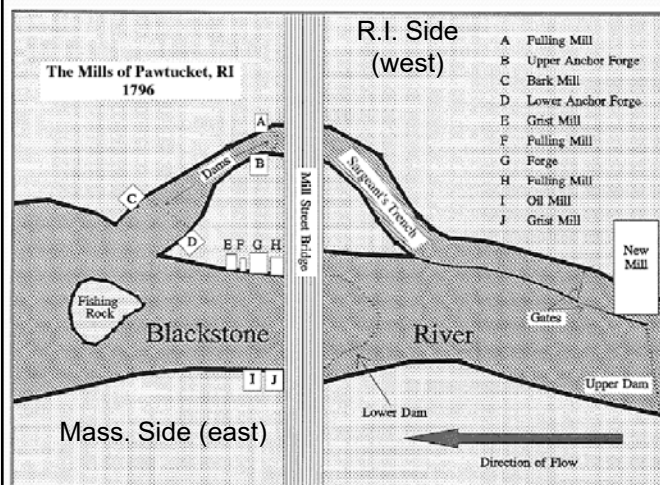 R.I. Side
(west)
The Mills of Pawtucket, RI
1796
A Fulling Mill
B Upper Anchor Forge
C Bark Mill
D Lower Anchor Forge
E Grist Mill
F Fulling Mill
G Forge
H Fulling Mill
I Oil Mill
J Grist Mill
A
B
C
D
E F G H
Dams
Mill Street Bridge
Sargeant's Trench
New
Mill
Gates
Fishing
Rock
Blackstone River
Upper Dam
I J
Lower Dam
Mass. Side (east)
Direction of Flow